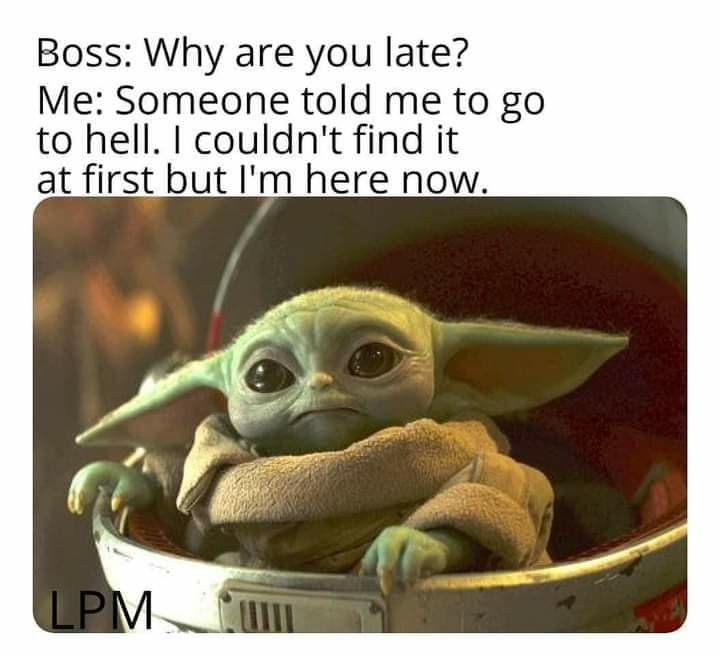 Boss: Why are you late?
Me: Someone told me to go
to hell. I couldn't find it
at first but I'm here now.
LPM